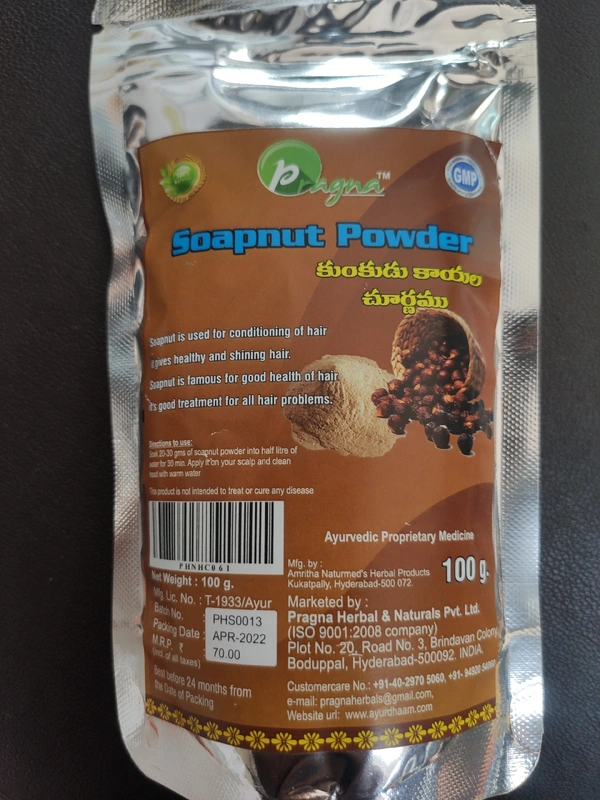 Pragna™
GMP
Soapnut Powder
కుంకుడు కాయల
చూర్ణము
Soapnut is used for conditioning of hair
it gives healthy and shining hair.
Soapnut is famous for good health of hair
it's good treatment for all hair problems.
Directions to use:
Soak 20-30 gms of soapnut powder into half litre of
water for 30 min. Apply it on your scalp and clean
head with warm water
This product is not intended to treat or cure any disease
PHNHC061
Net Weight : 100 g.
Mfg. Lic. No. : T-1933/Ayur
Batch No. PHS0013
Packing Date : APR-2022
M.R.P. ₹ 70.00
(incl. of all taxes)
Best before 24 months from
the Date of Packing
Ayurvedic Proprietary Medicine
Mfg. by :
Amritha Naturmed's Herbal Products
Kukatpally, Hyderabad-500 072.
100 g.
Marketed by :
Pragna Herbal & Naturals Pvt. Ltd.
(ISO 9001:2008 company)
Plot No. 20, Road No. 3, Brindavan Colony,
Boduppal, Hyderabad-500092. INDIA.
Customercare No.: +91-40-2970 5060, +91-
e-mail: pragnaherbals@gmail.com,
Website url: www.ayurdhaam.com